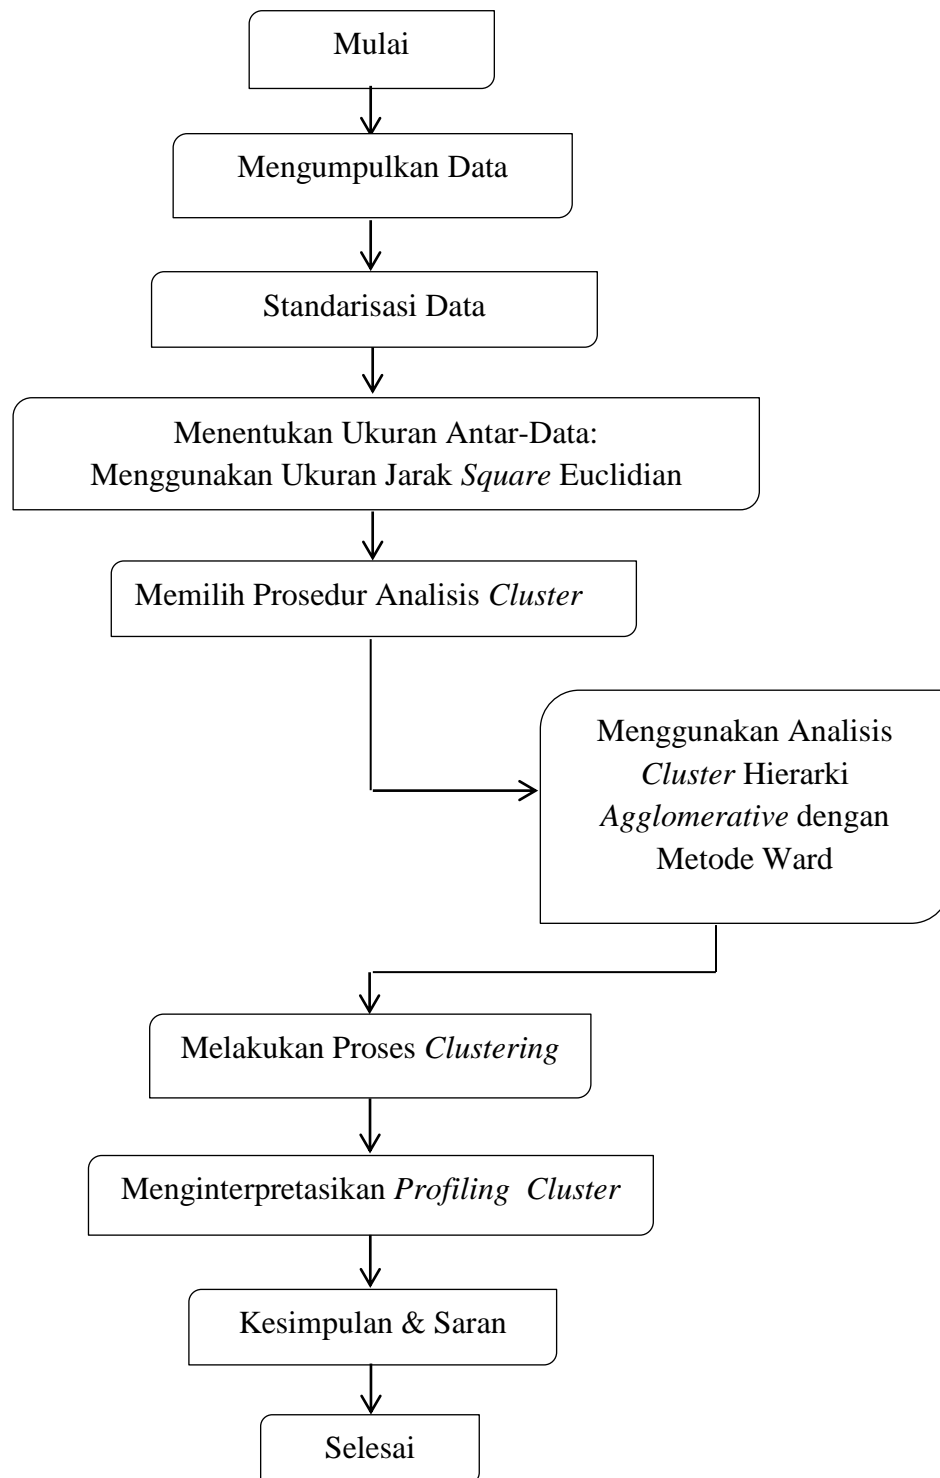 Mulai
Mengumpulkan Data
Standarisasi Data
Menentukan Ukuran Antar-Data:
Menggunakan Ukuran Jarak Square Euclidian
Memilih Prosedur Analisis Cluster
Menggunakan Analisis
Cluster Hierarki
Agglomerative dengan
Metode Ward
Melakukan Proses Clustering
Menginterpretasikan Profiling Cluster
Kesimpulan & Saran
Selesai